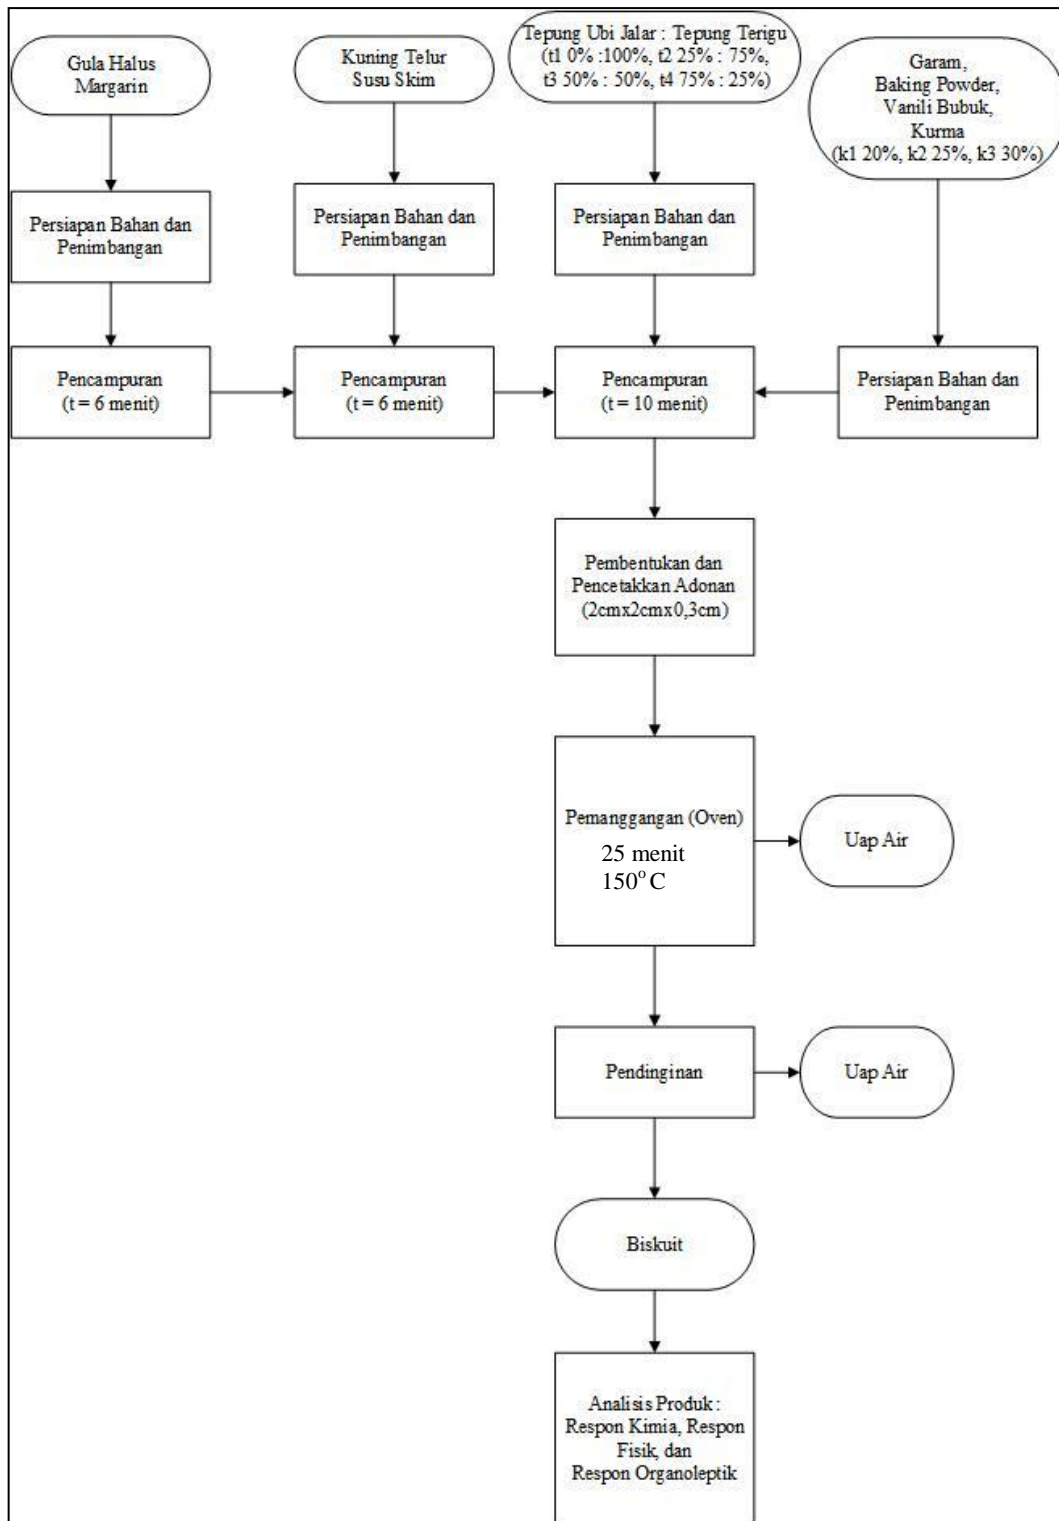 Gula Halus
Margarin
Kuning Telur
Susu Skim
Tepung Ubi Jalar : Tepung Terigu
(t1 0% :100%, t2 25% : 75%,
t3 50% : 50%, t4 75% : 25%)
Garam,
Baking Powder,
Vanili Bubuk,
Kurma
(k1 20%, k2 25%, k3 30%)
Persiapan Bahan dan
Penimbangan
Persiapan Bahan dan
Penimbangan
Persiapan Bahan dan
Penimbangan
Pencampuran
(t = 6 menit)
Pencampuran
(t = 6 menit)
Pencampuran
(t = 10 menit)
Persiapan Bahan dan
Penimbangan
Pembentukan dan
Pencetakkan Adonan
(2cmx2cmx0,3cm)
Pemanggangan (Oven)
25 menit
150° C
Uap Air
Pendinginan
Uap Air
Biskuit
Analisis Produk :
Respon Kimia, Respon
Fisik, dan
Respon Organoleptik